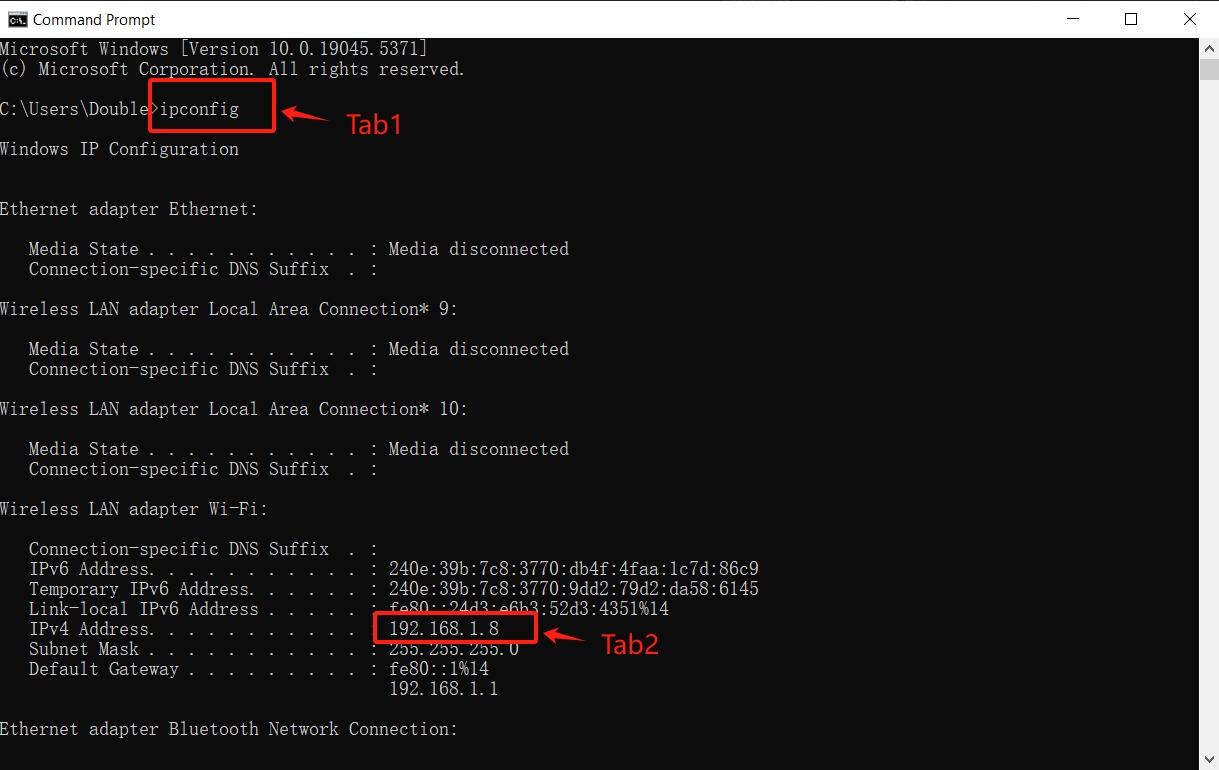 Command Prompt
Microsoft Windows [Version 10.0.19045.5371]
(c) Microsoft Corporation. All rights reserved.
C:\Users\Double>ipconfig
Tab1
Windows IP Configuration
Ethernet adapter Ethernet:
Media State . . . . . . . . . . . : Media disconnected
Connection-specific DNS Suffix  . :
Wireless LAN adapter Local Area Connection* 9:
Media State . . . . . . . . . . . : Media disconnected
Connection-specific DNS Suffix  . :
Wireless LAN adapter Local Area Connection* 10:
Media State . . . . . . . . . . . : Media disconnected
Connection-specific DNS Suffix  . :
Wireless LAN adapter Wi-Fi:
Connection-specific DNS Suffix  . :
IPv6 Address. . . . . . . . . . . : 240e:39b:7c8:3770:db4f:4faa:1c7d:86c9
Temporary IPv6 Address. . . . . . : 240e:39b:7c8:3770:9dd2:79d2:da58:6145
Link-local IPv6 Address . . . . . : fe80::24d3:e6b3:52d3:4351%14
IPv4 Address. . . . . . . . . . . : 192.168.1.8
Tab2
Subnet Mask . . . . . . . . . . . : 255.255.255.0
Default Gateway . . . . . . . . . : fe80::1%14
192.168.1.1
Ethernet adapter Bluetooth Network Connection: